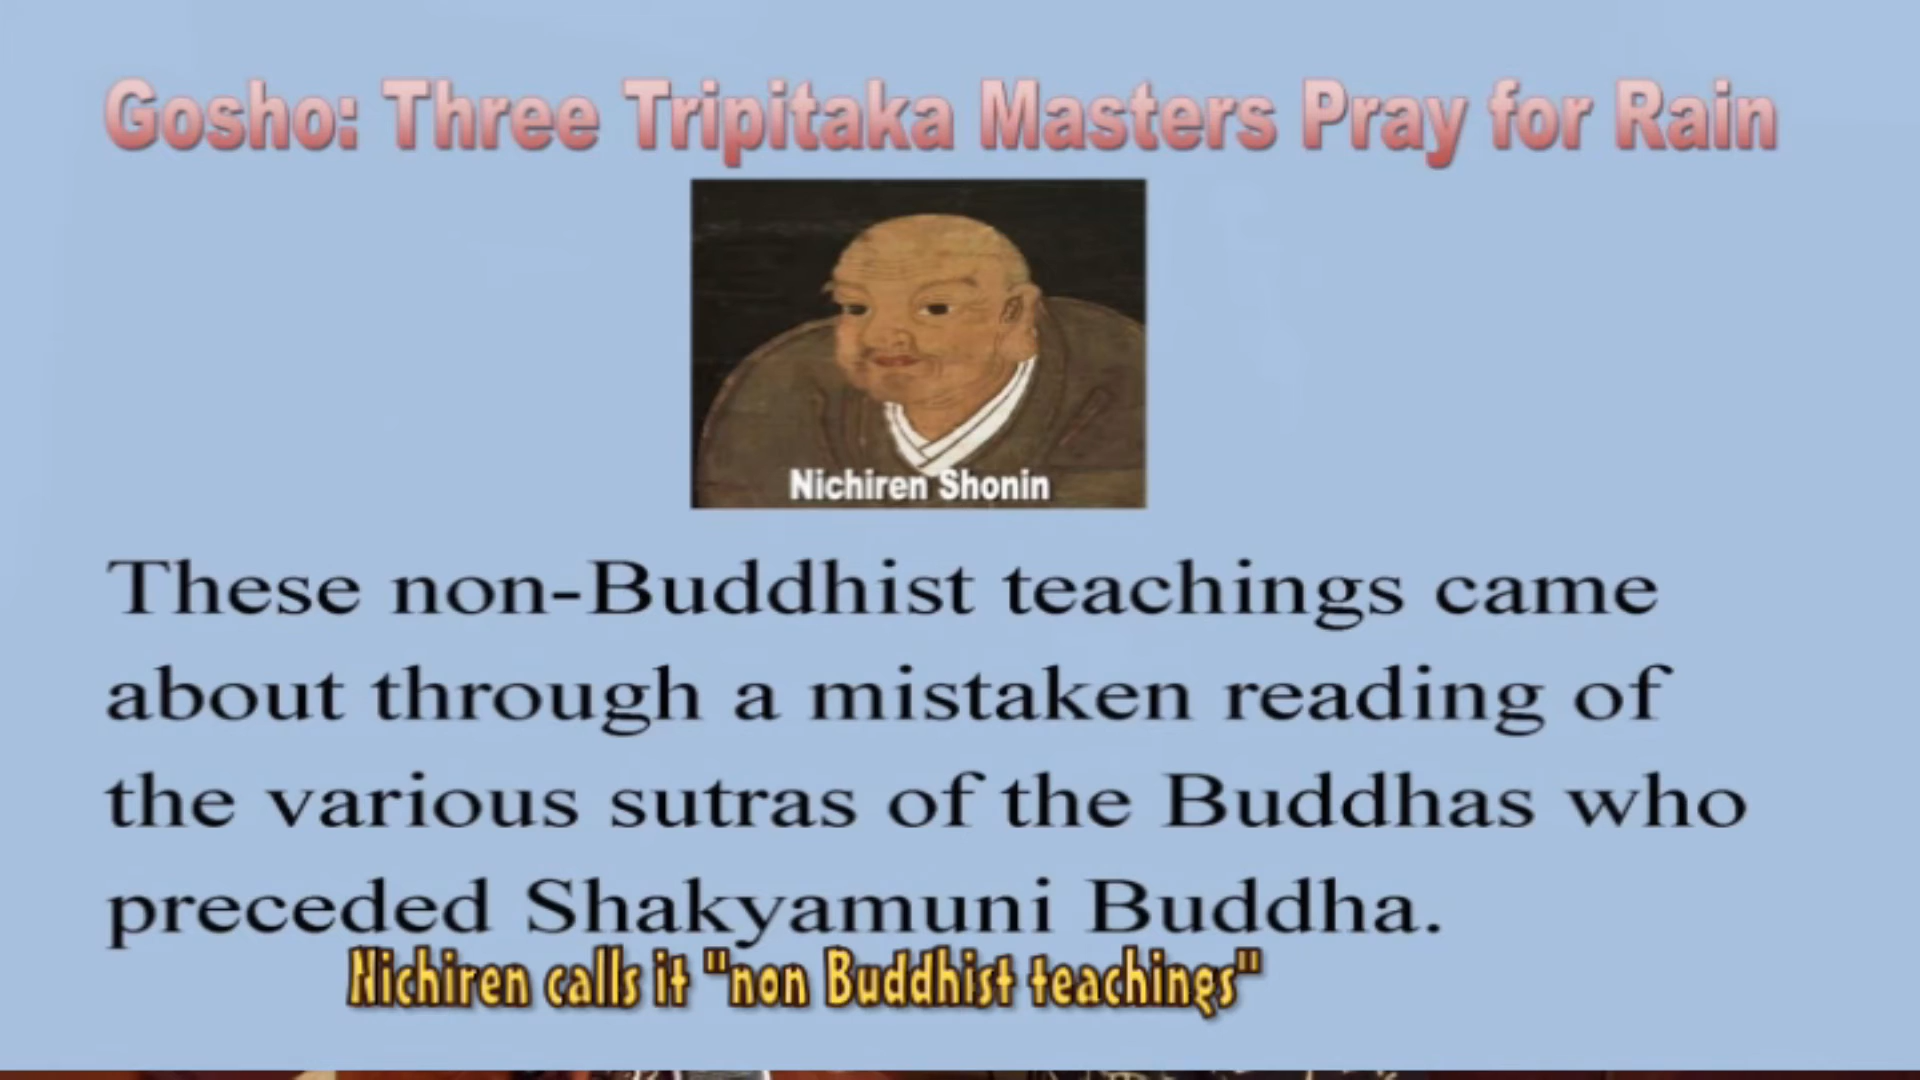 Gosho: Three Tripitaka Masters Pray for Rain
Nichiren Shonin
These non-Buddhist teachings came
about through a mistaken reading of
the various sutras of the Buddhas who
preceded Shakyamuni Buddha.
Nichiren calls it "non Buddhist teachings"